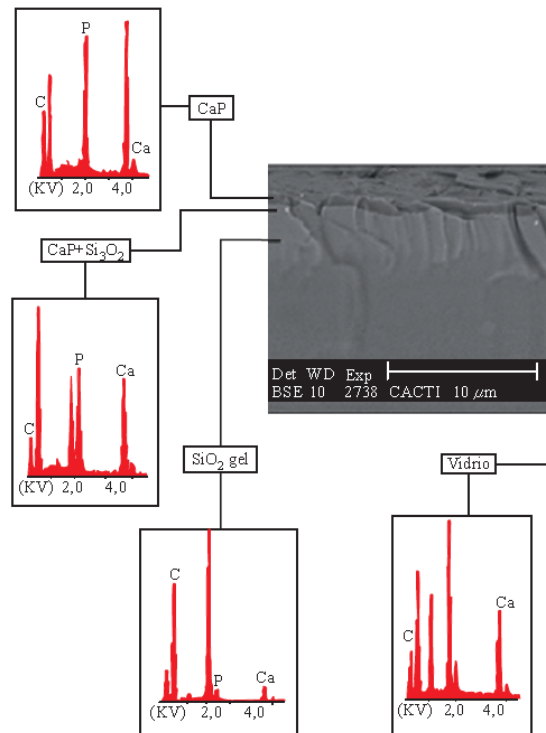 P
C
Ca
(KV) 2,0 4,0
CaP
CaP+Si₃O₂
P
Ca
C
(KV) 2,0 4,0
Det WD Exp
BSE 10 2738 CACTI 10 μm
SiO₂ gel
Vidrio
C
P
Ca
(KV) 2,0 4,0
Ca
C
(KV) 2,0 4,0